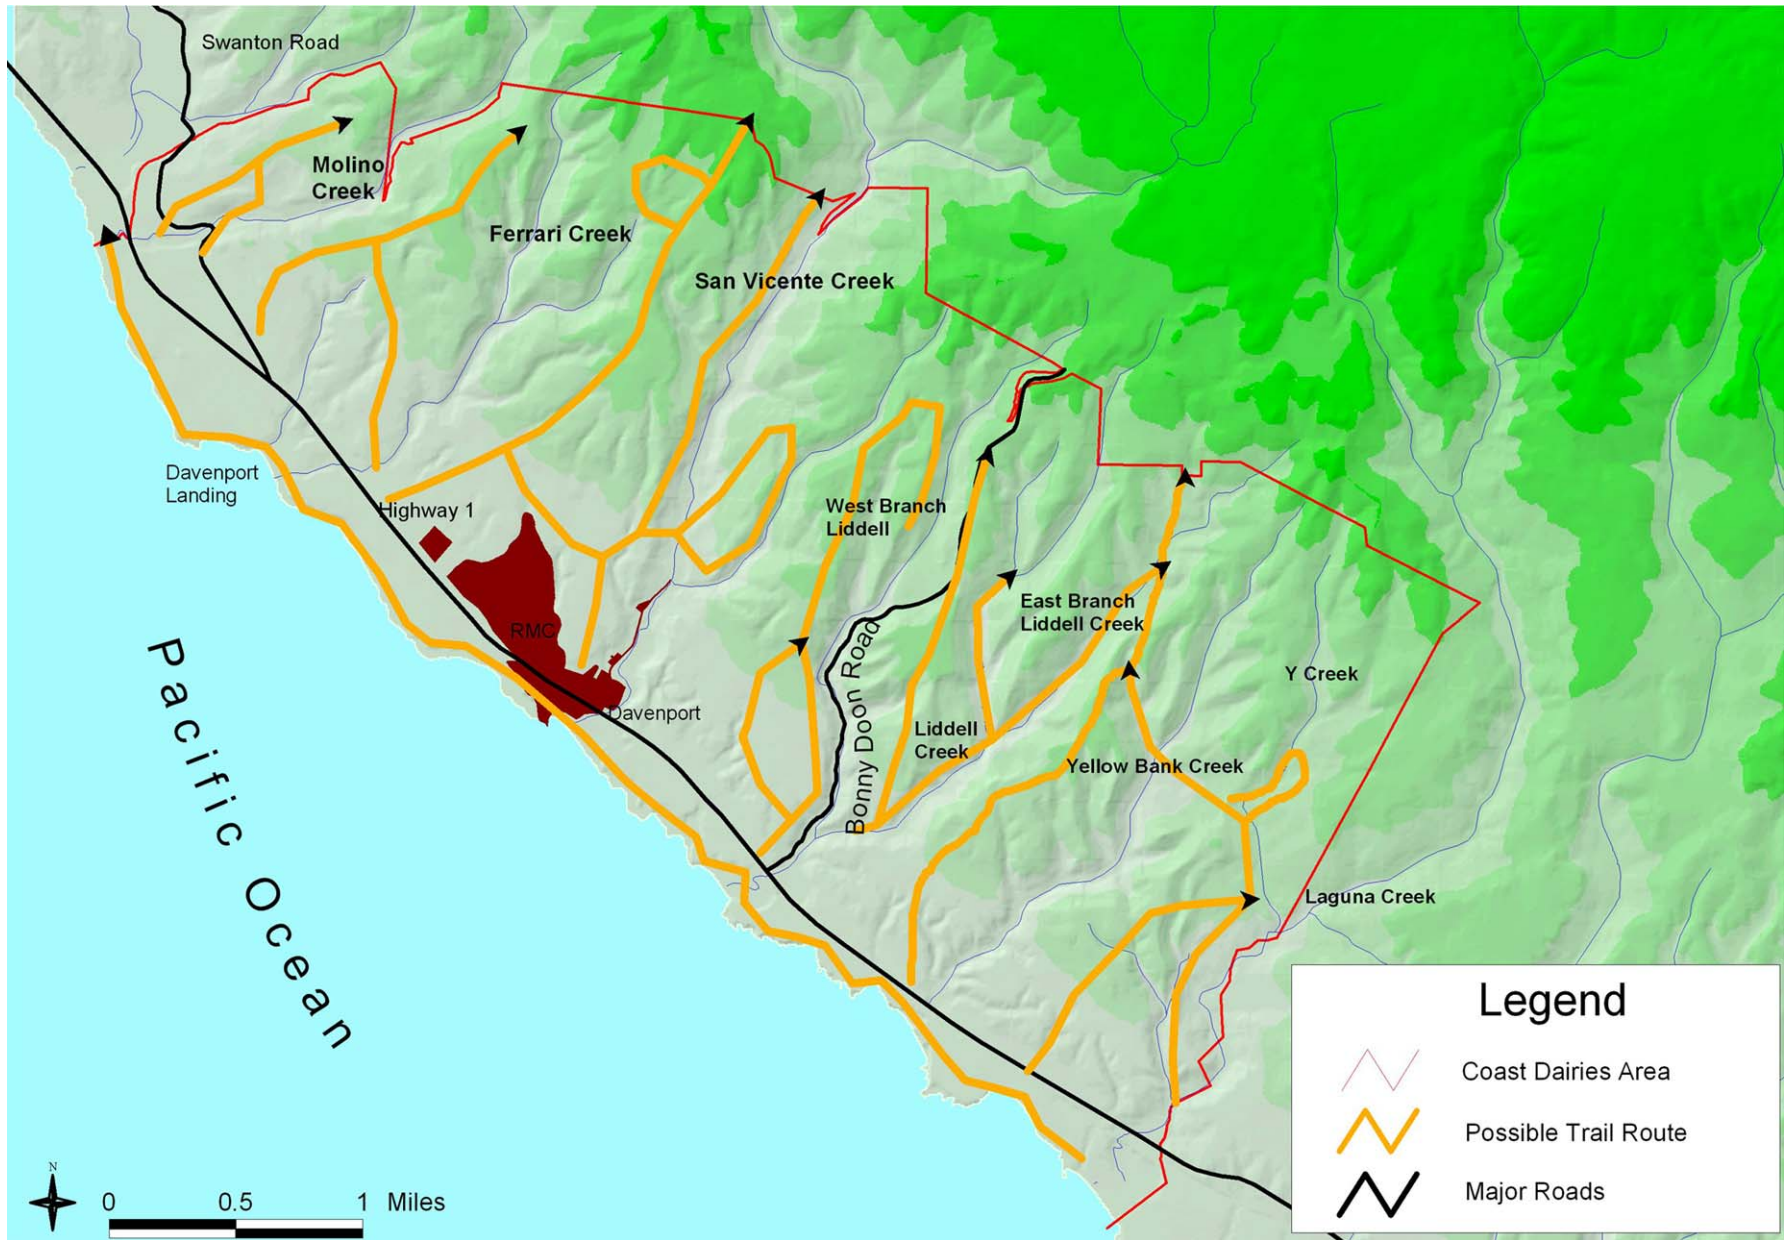 Swanton Road
Molino
Creek
Ferrari Creek
San Vicente Creek
Davenport
Landing
Highway 1
West Branch
Liddell
RMC
East Branch
Liddell Creek
Bonny Doon Road
Y Creek
Davenport
Liddell
Creek
Yellow Bank Creek
Laguna Creek
Pacific Ocean
Legend
Coast Dairies Area
Possible Trail Route
Major Roads
N
0 0.5 1 Miles